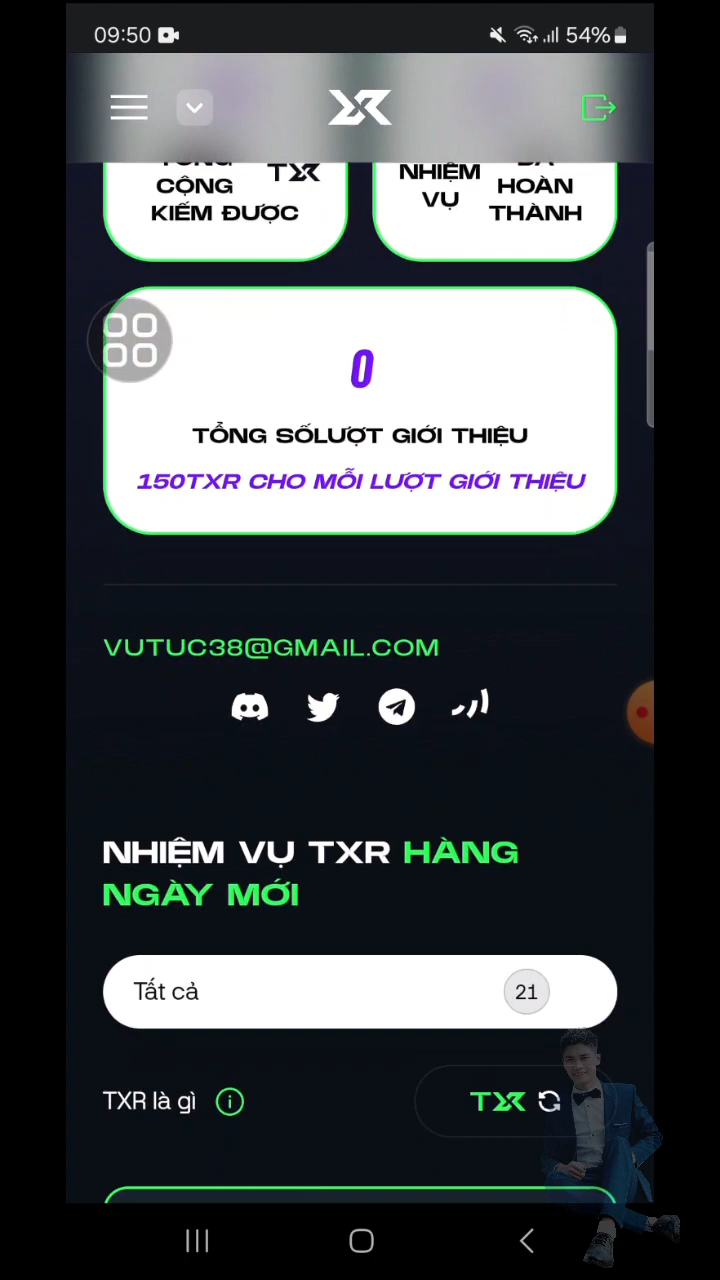 09:50
54%
TỔNG
CỘNG
TXR
KIẾM ĐƯỢC
NHIỆM
VỤ
ĐÃ
HOÀN
THÀNH
0
TỔNG SỐLƯỢT GIỚI THIỆU
150TXR CHO MỖI LƯỢT GIỚI THIỆU
VUTUC38@GMAIL.COM
NHIỆM VỤ TXR HÀNG
NGÀY MỚI
Tất cả
21
TXR là gì
TXR